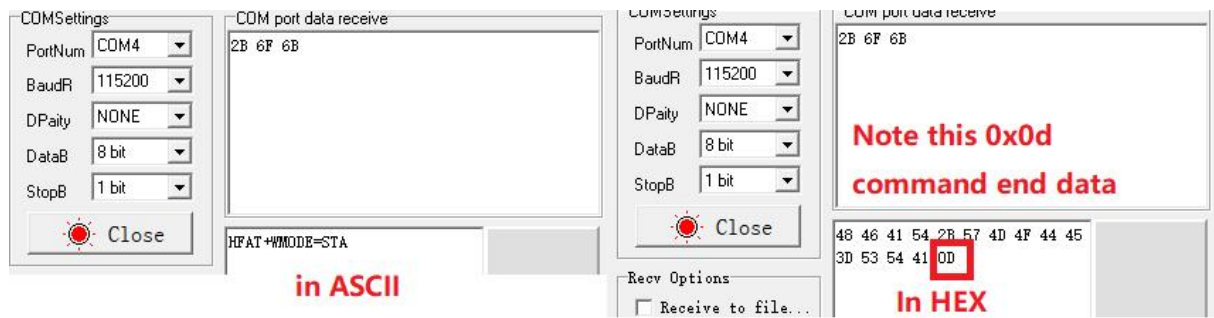 COMSettings
PortNum COM4
BaudR 115200
DPaity NONE
DataB 8 bit
StopB 1 bit
Close
COM port data receive
2B 6F 6B
HFAT+WMODE=STA
in ASCII
COMSettings
PortNum COM4
BaudR 115200
DPaity NONE
DataB 8 bit
StopB 1 bit
Close
Recv Options
Receive to file...
COM port data receive
2B 6F 6B
Note this 0x0d
command end data
48 46 41 54 2B 57 4D 4F 44 45
3D 53 54 41 0D
In HEX